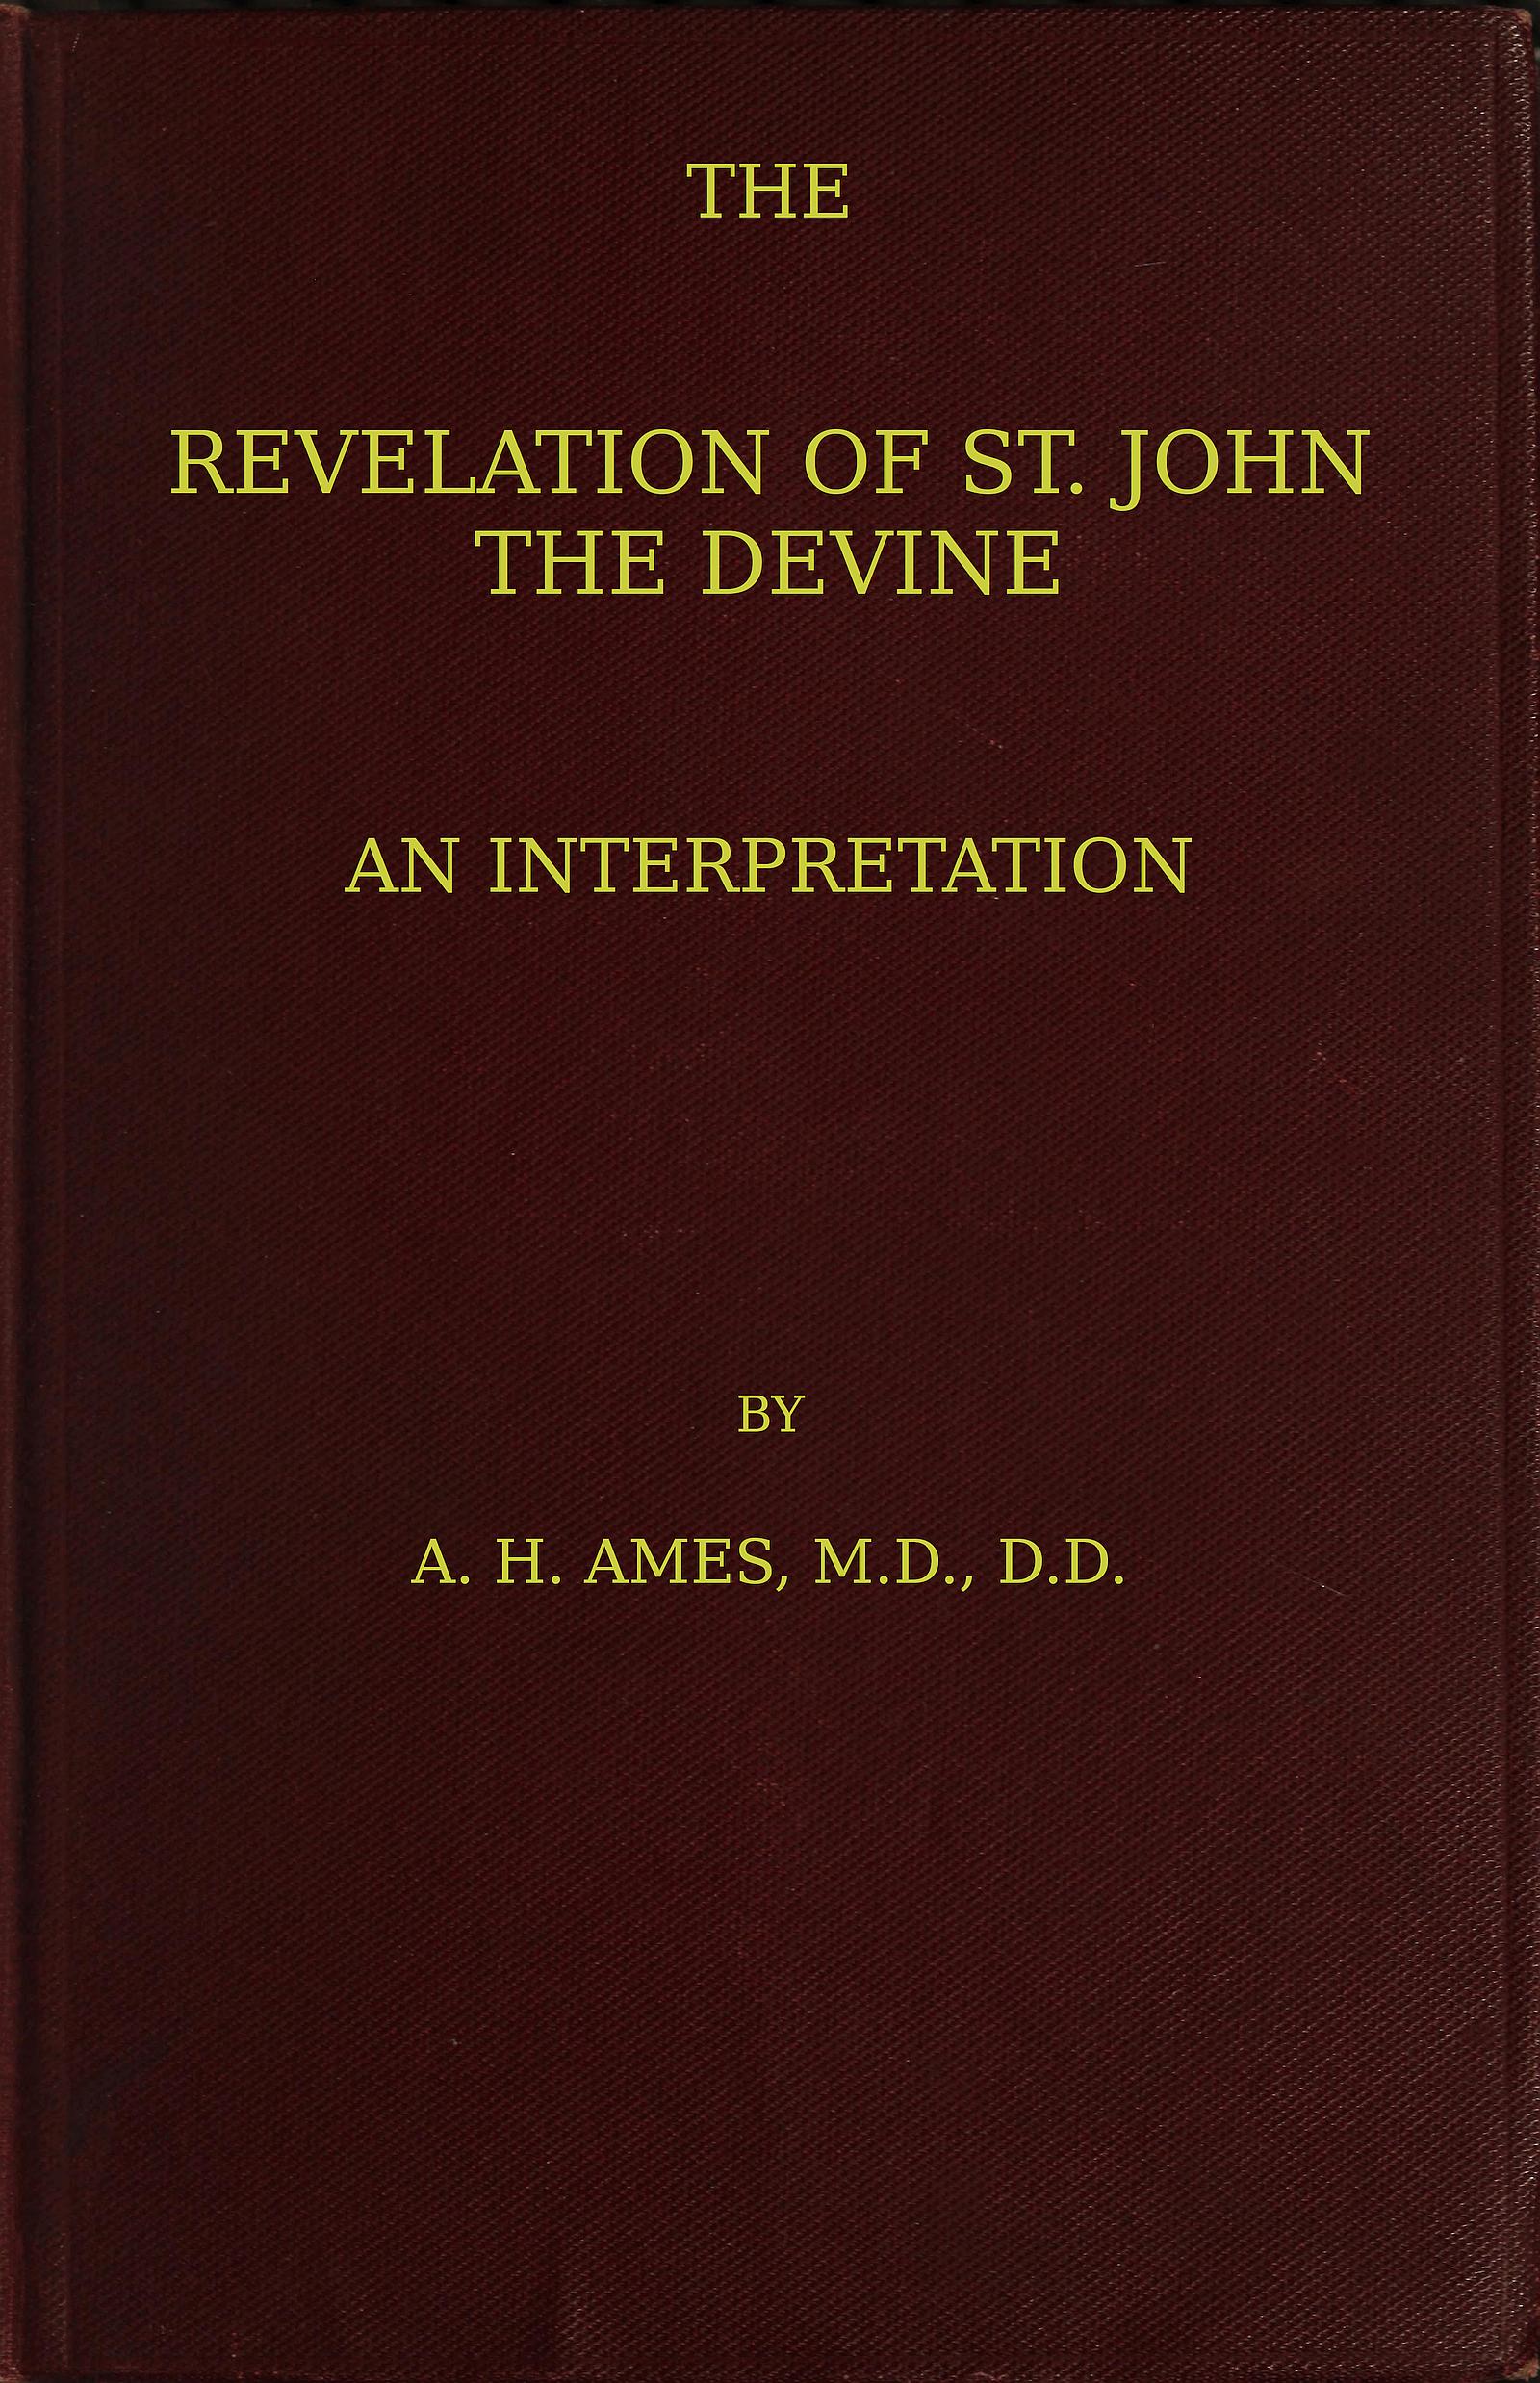 THE
REVELATION OF ST. JOHN
THE DEVINE
AN INTERPRETATION
BY
A. H. AMES, M.D., D.D.